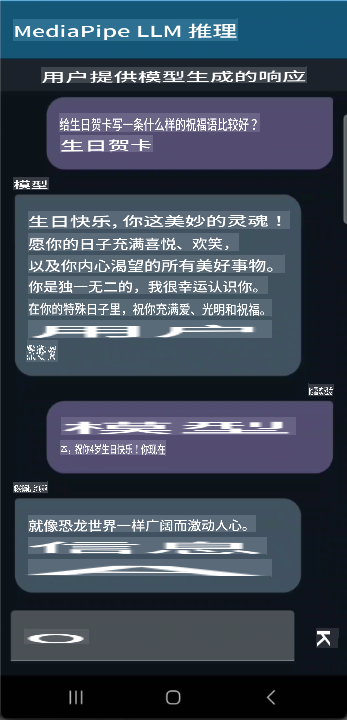 MediaPipe LLM 推理
用户提供模型生成的响应
给生日贺卡写一条什么样的祝福语比较好？
生日贺卡
模型
生日快乐，你这美妙的灵魂！
愿你的日子充满喜悦、欢笑，
以及你内心渴望的所有美好事物。
你是独一无二的，我很幸运认识你。
在你的特殊日子里，祝你充满爱、光明和祝福。
用户
模型
本，祝你4岁生日快乐！你现在
就像恐龙世界一样广阔而激动人心。
信息